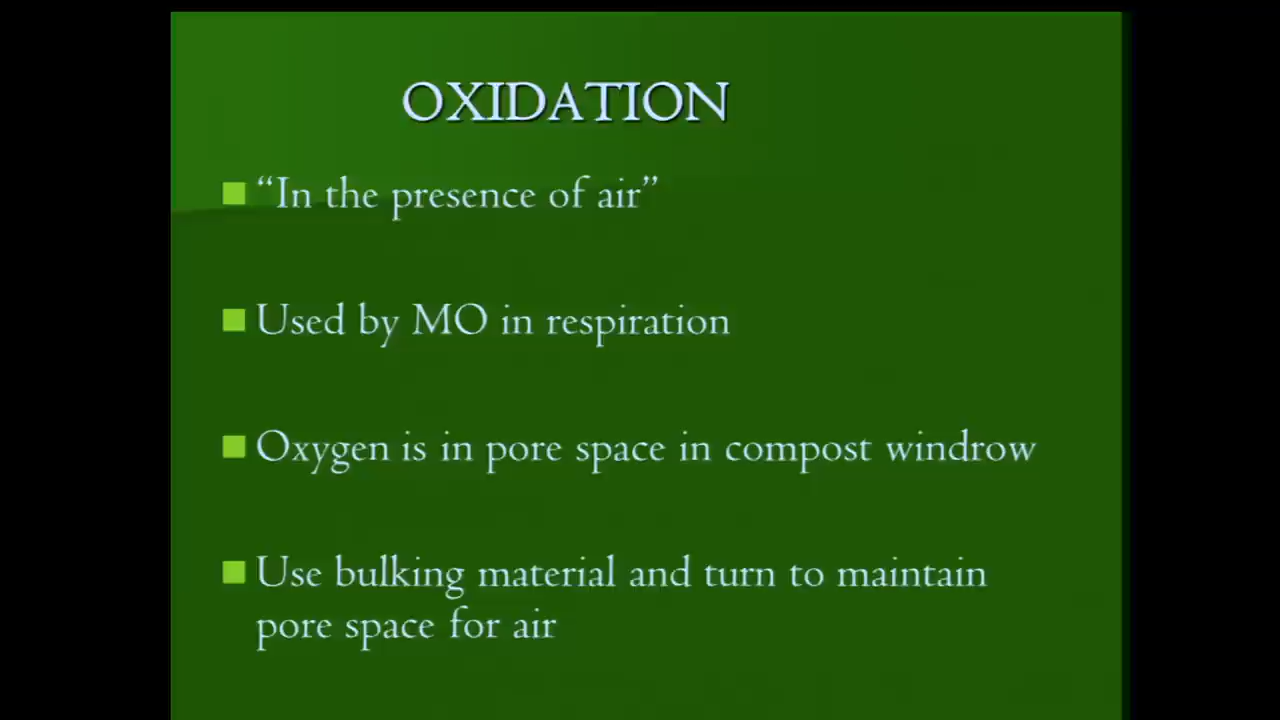 OXIDATION
“In the presence of air”
Used by MO in respiration
Oxygen is in pore space in compost windrow
Use bulking material and turn to maintain
pore space for air